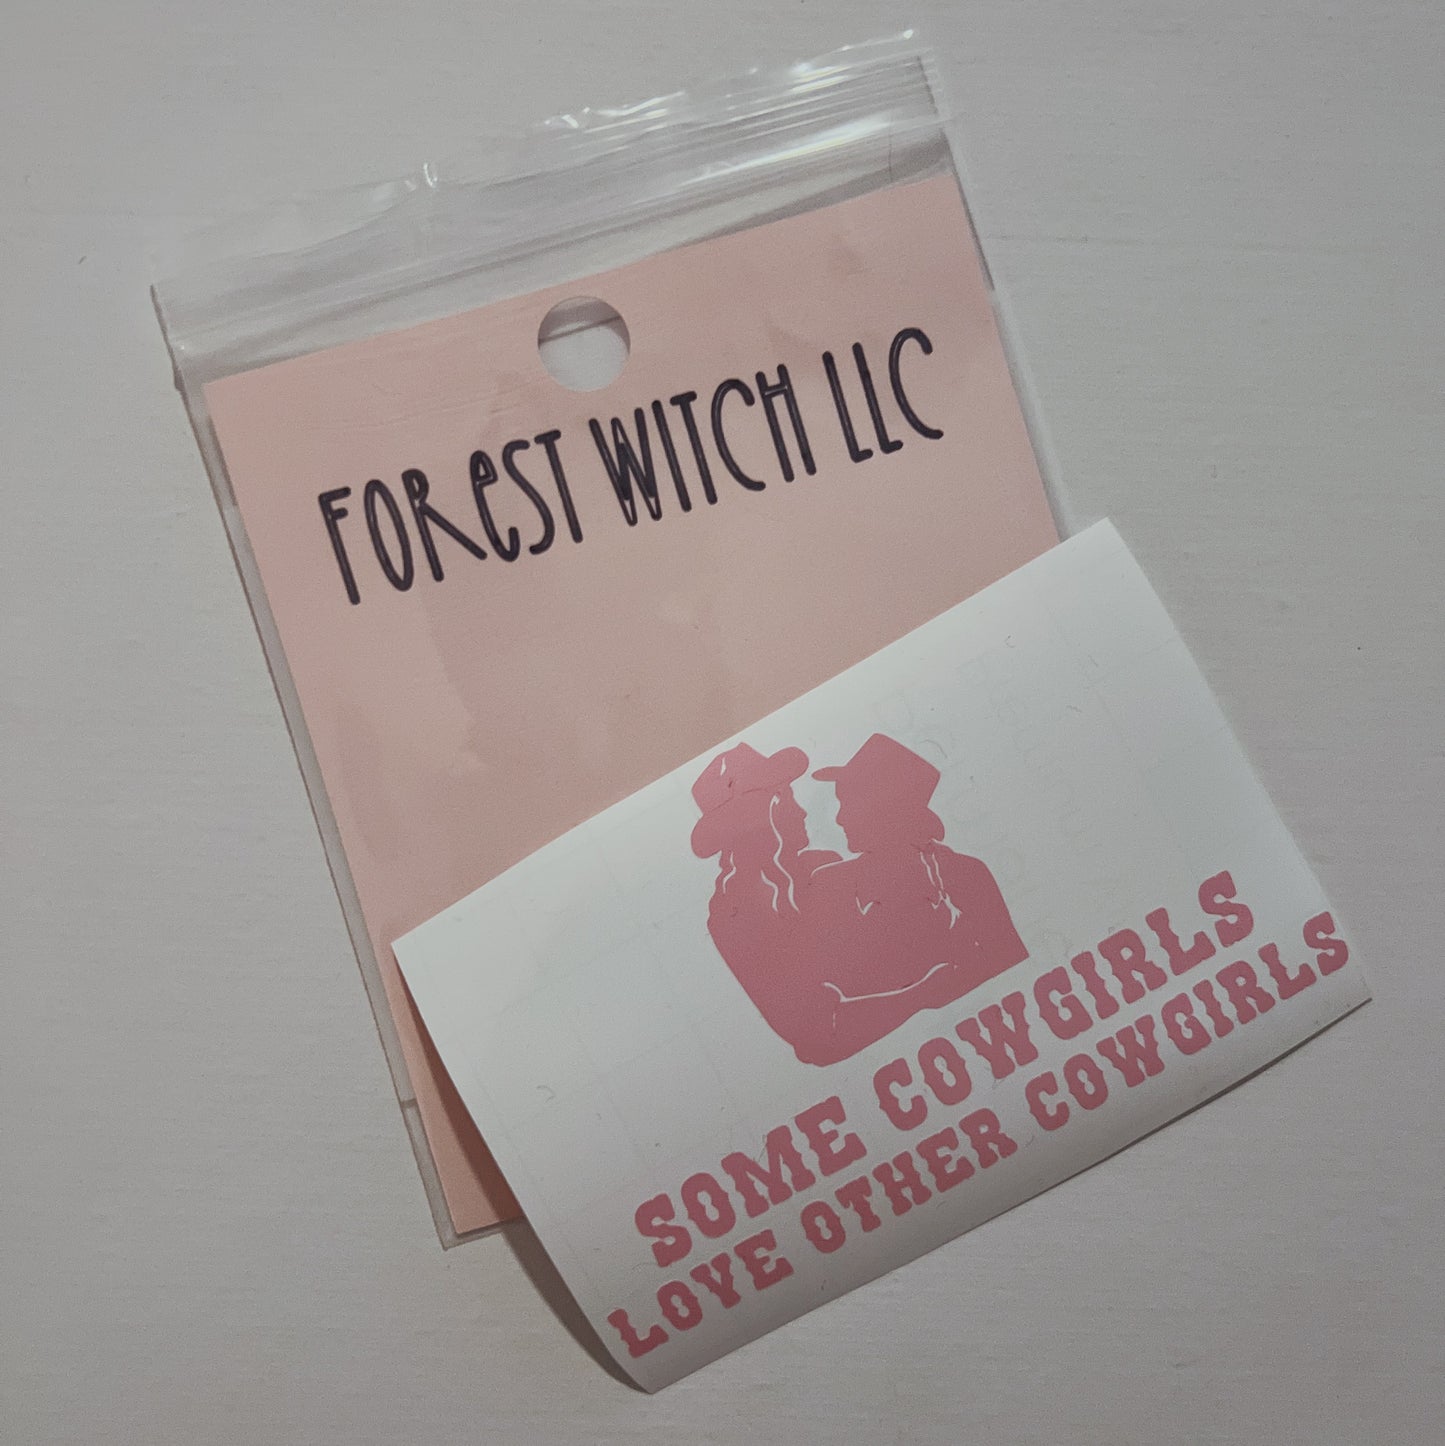 FOReST WITCH LLC
SOME COWGIRLS
LOVE OTHER COWGIRLS